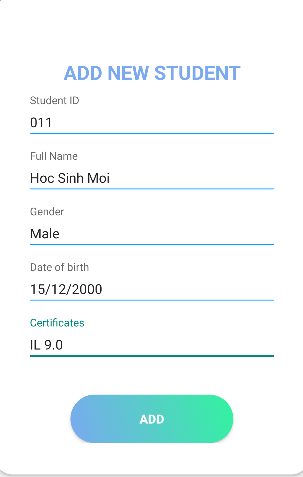 ADD NEW STUDENT
Student ID
011
Full Name
Hoc Sinh Moi
Gender
Male
Date of birth
15/12/2000
Certificates
IL 9.0
ADD